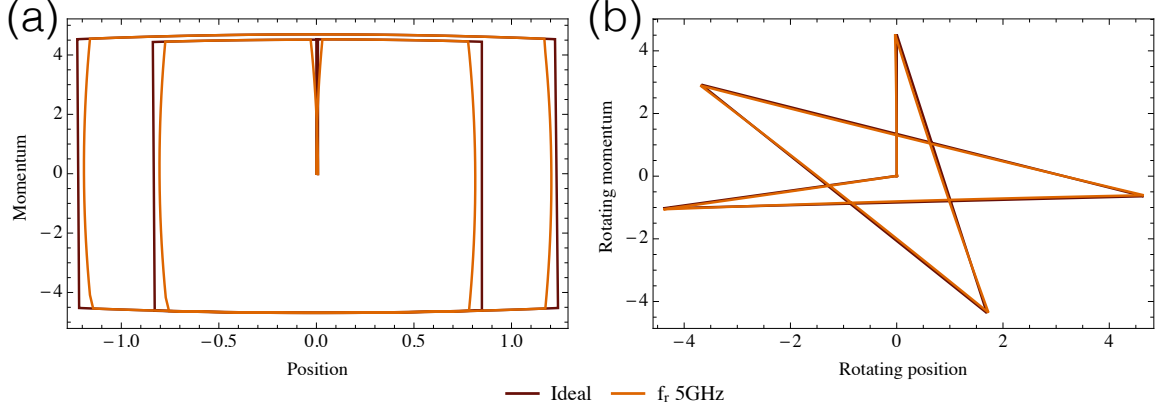 (a)
4
2
0
−2
−4
Momentum
−1.0
−0.5
0.0
0.5
1.0
Position
(b)
4
2
0
−2
−4
Rotating momentum
−4
−2
0
2
4
Rotating position
Ideal
fr 5GHz